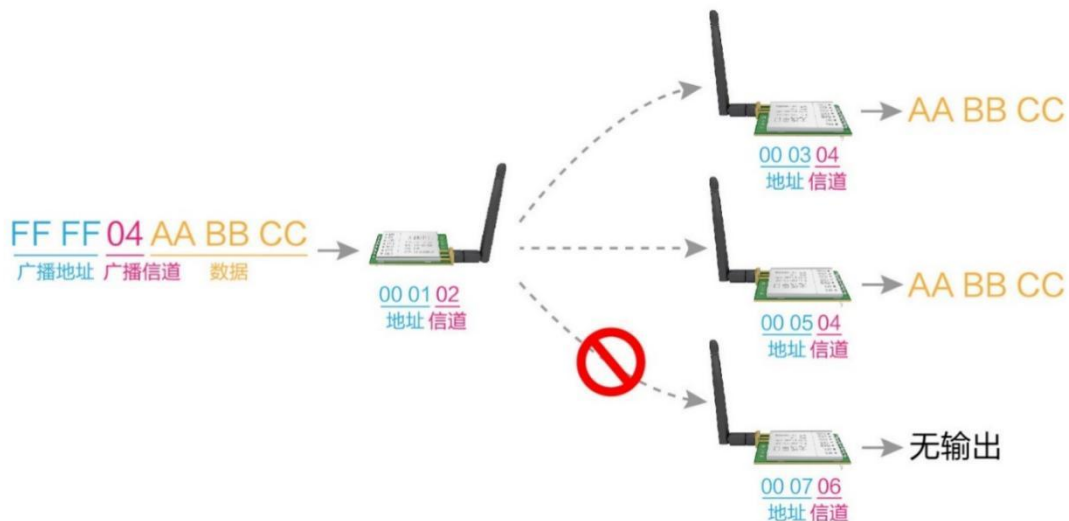 AA BB CC
00 03 04
地址 信道
FF FF 04 AA BB CC
广播地址 广播信道 数据
00 01 02
地址 信道
AA BB CC
00 05 04
地址 信道
无输出
00 07 06
地址 信道